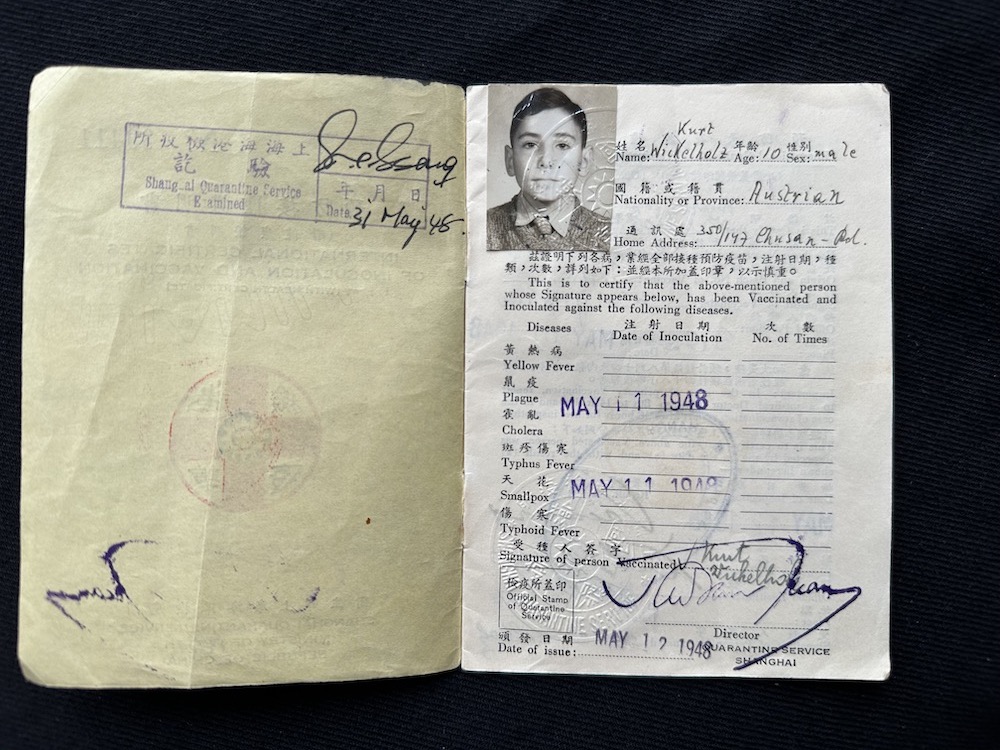 上海海港檢疫所
驗訖
Shanghai Quarantine Service
Examined
年 月 日
Date 31 May 48.
Kurt
姓名 年齡 性別
Name: Wickelholz Age: 10 Sex: male
國籍或籍貫
Nationality or Province: Austrian
通訊處
Home Address: 350/147 Chusan-Rd.
茲證明下列各病,業經全部接種預防疫苗,注射日期,種
類,次數,詳列如下:並經本所加蓋印章,以示慎重。
This is to certify that the above-mentioned person
whose Signature appears below, has been Vaccinated and
Inoculated against the following diseases.
Diseases 注射日期 次數
Date of Inoculation No. of Times
黃熱病
Yellow Fever
鼠疫
Plague MAY 11 1948
霍亂
Cholera
斑疹傷寒
Typhus Fever
天花
Smallpox MAY 11 1948
傷寒
Typhoid Fever
受種人簽字
Signature of person Vaccinated Kurt
Wickelholz
檢疫所蓋印
Official Stamp
of Quarantine
Service
頒發日期
Date of issue: MAY 12 1948
Director
QUARANTINE SERVICE
SHANGHAI